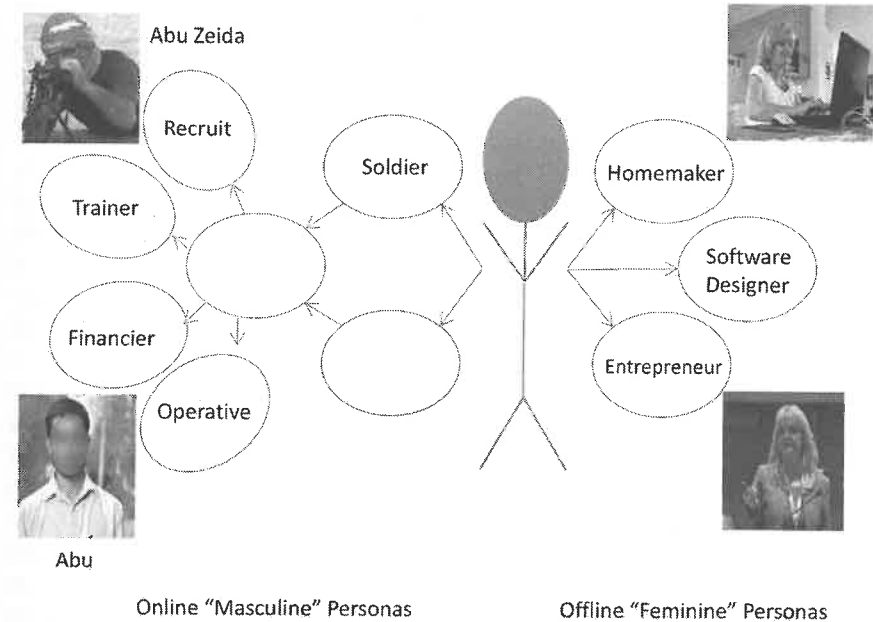 Abu Zeida
Recruit
Soldier
Trainer
Homemaker
Software
Designer
Financier
Entrepreneur
Operative
Abu
Online “Masculine” Personas
Offline “Feminine” Personas